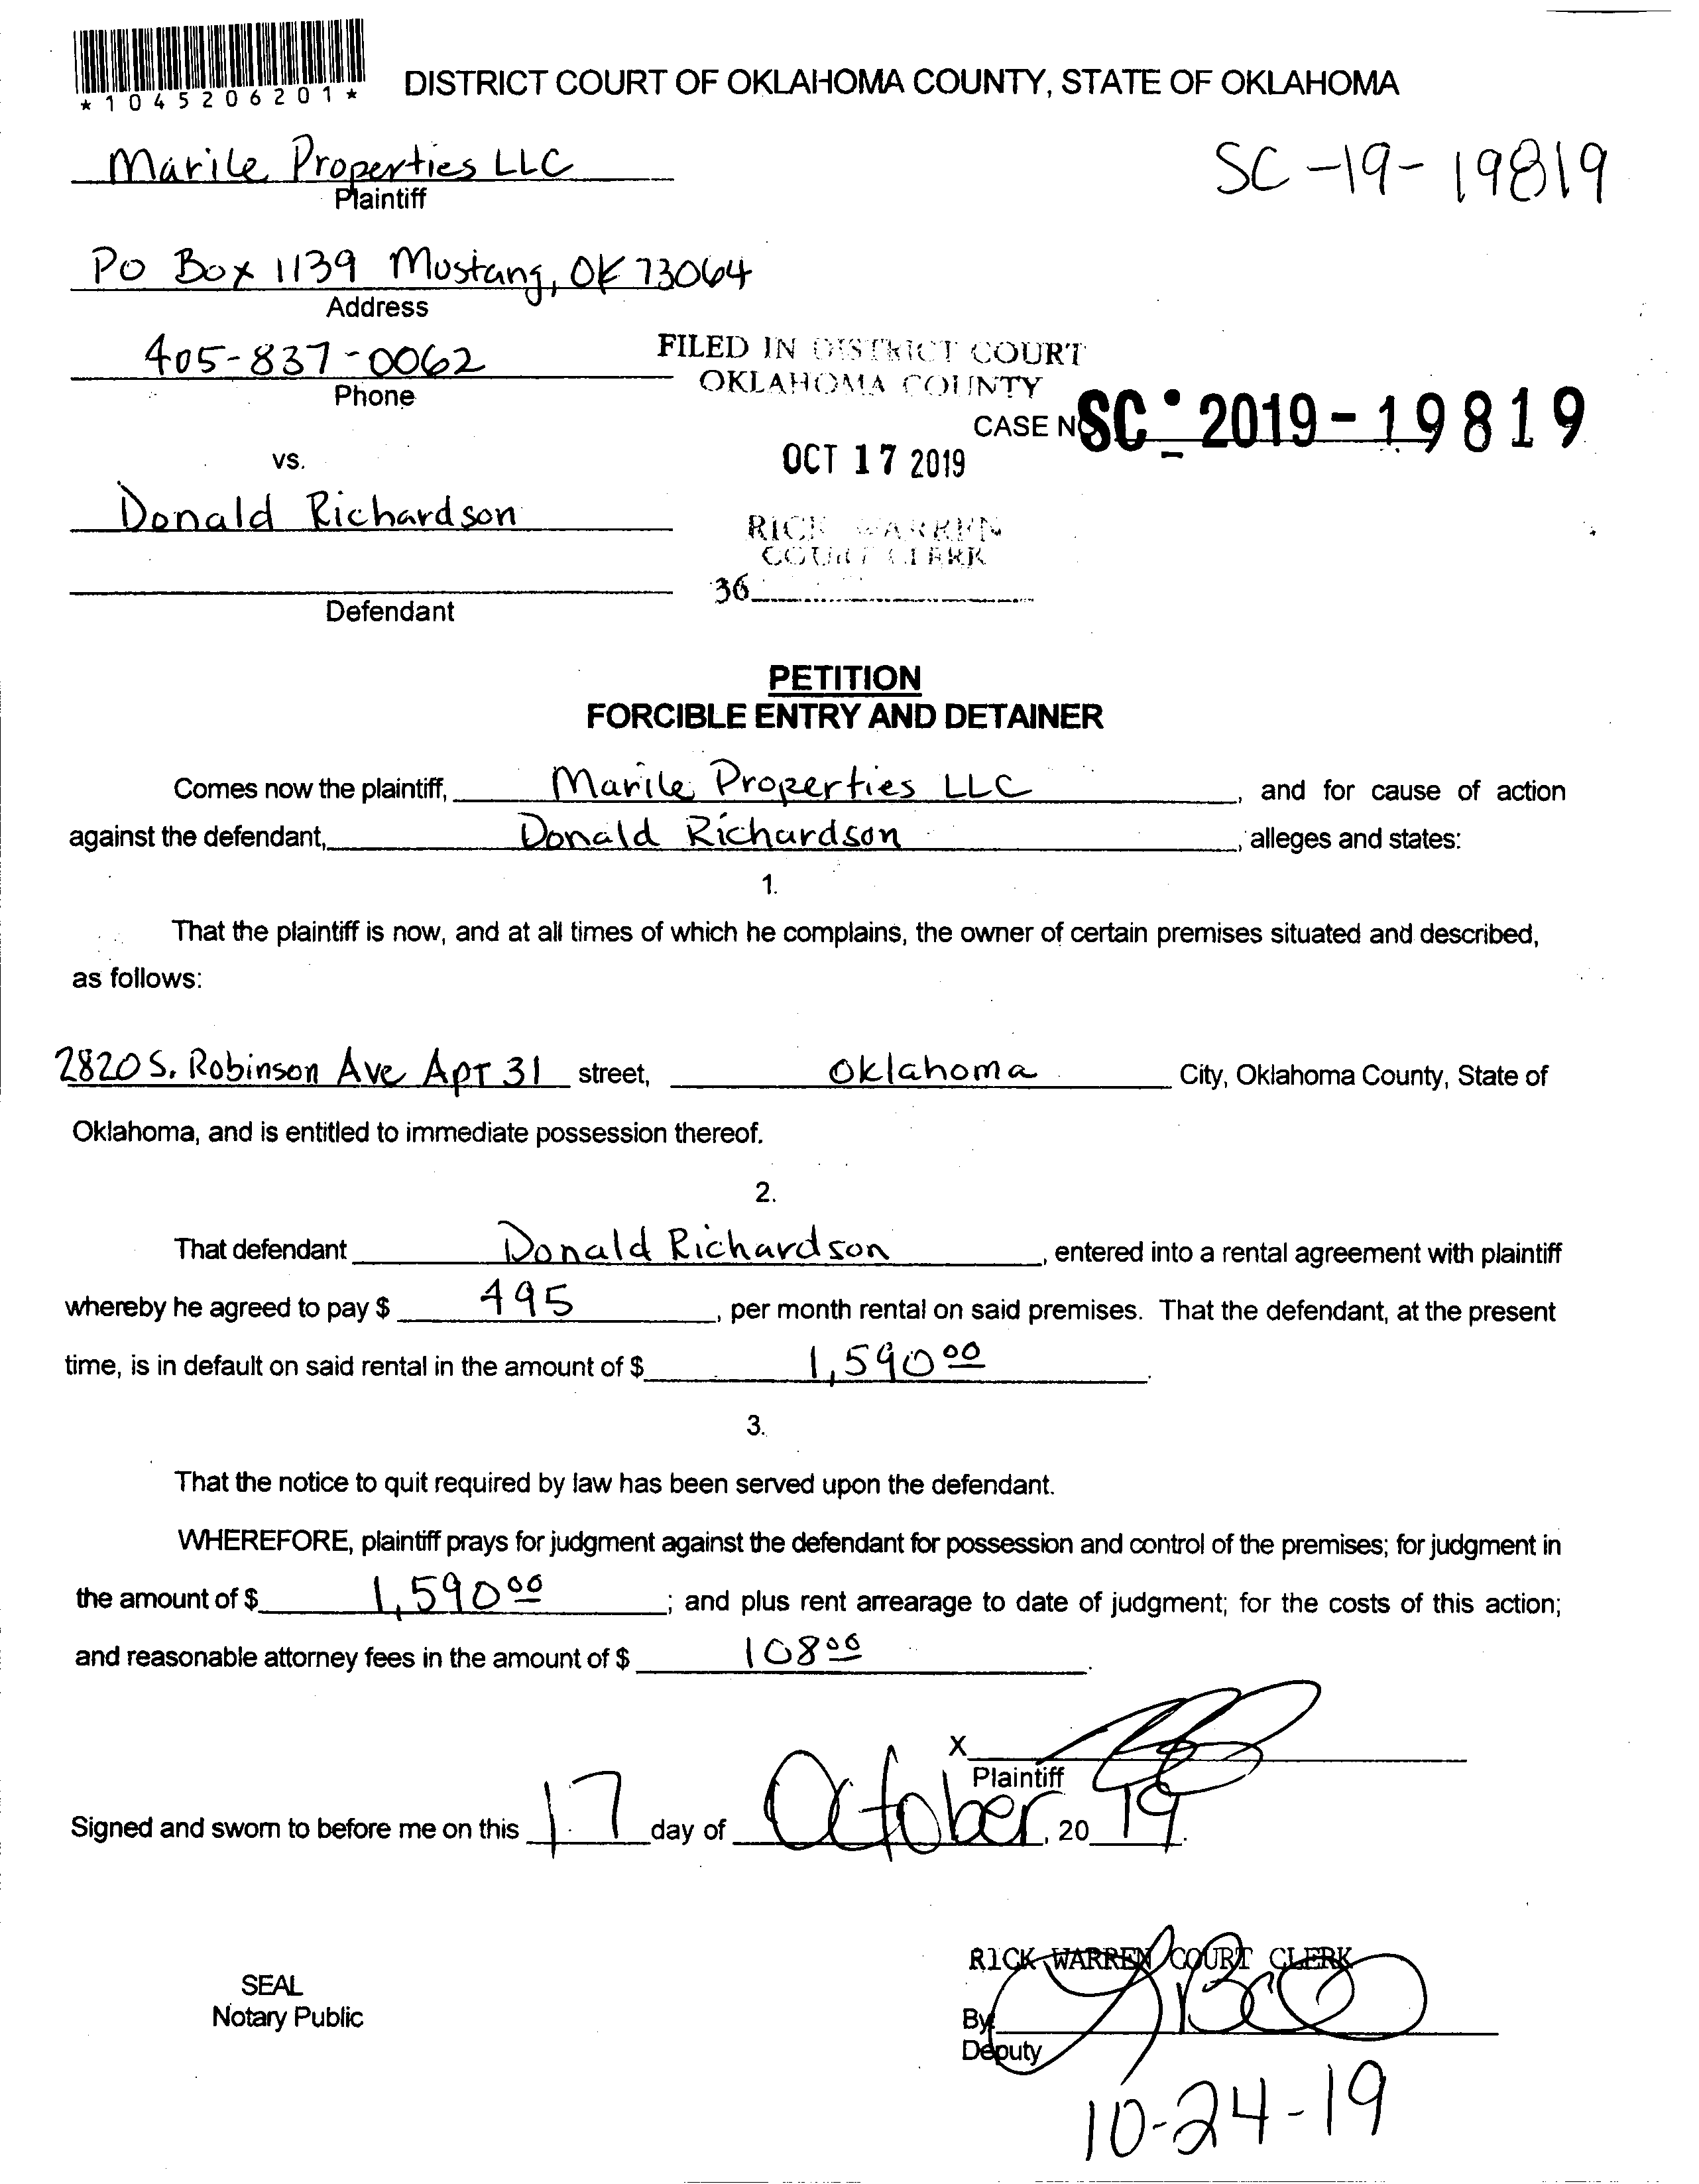 *1045206201*
DISTRICT COURT OF OKLAHOMA COUNTY, STATE OF OKLAHOMA
Marile Properties LLC
Plaintiff
SC-19-19819
PO Box 1139 Mustang, OK 73064
Address
405-837-0062
Phone
FILED IN DISTRICT COURT
OKLAHOMA COUNTY
CASE NO SC-2019-19819
vs.
OCT 17 2019
Donald Richardson
RICK WARREN
COURT CLERK
36
Defendant
PETITION
FORCIBLE ENTRY AND DETAINER
Comes now the plaintiff, Marile Properties LLC, and for cause of action
against the defendant, Donald Richardson, alleges and states:
1.
That the plaintiff is now, and at all times of which he complains, the owner of certain premises situated and described,
as follows:
2820 S. Robinson Ave Apt 31 street, Oklahoma City, Oklahoma County, State of
Oklahoma, and is entitled to immediate possession thereof.
2.
That defendant Donald Richardson, entered into a rental agreement with plaintiff
whereby he agreed to pay $ 495, per month rental on said premises. That the defendant, at the present
time, is in default on said rental in the amount of $ 1,590 00.
3.
That the notice to quit required by law has been served upon the defendant.
WHEREFORE, plaintiff prays for judgment against the defendant for possession and control of the premises; for judgment in
the amount of $ 1,590 00; and plus rent arrearage to date of judgment; for the costs of this action;
and reasonable attorney fees in the amount of $ 108 00.
X
Plaintiff
Signed and sworn to before me on this 17 day of October, 20 19.
RICK WARREN COURT CLERK
SEAL
Notary Public
By
Deputy
10-24-19